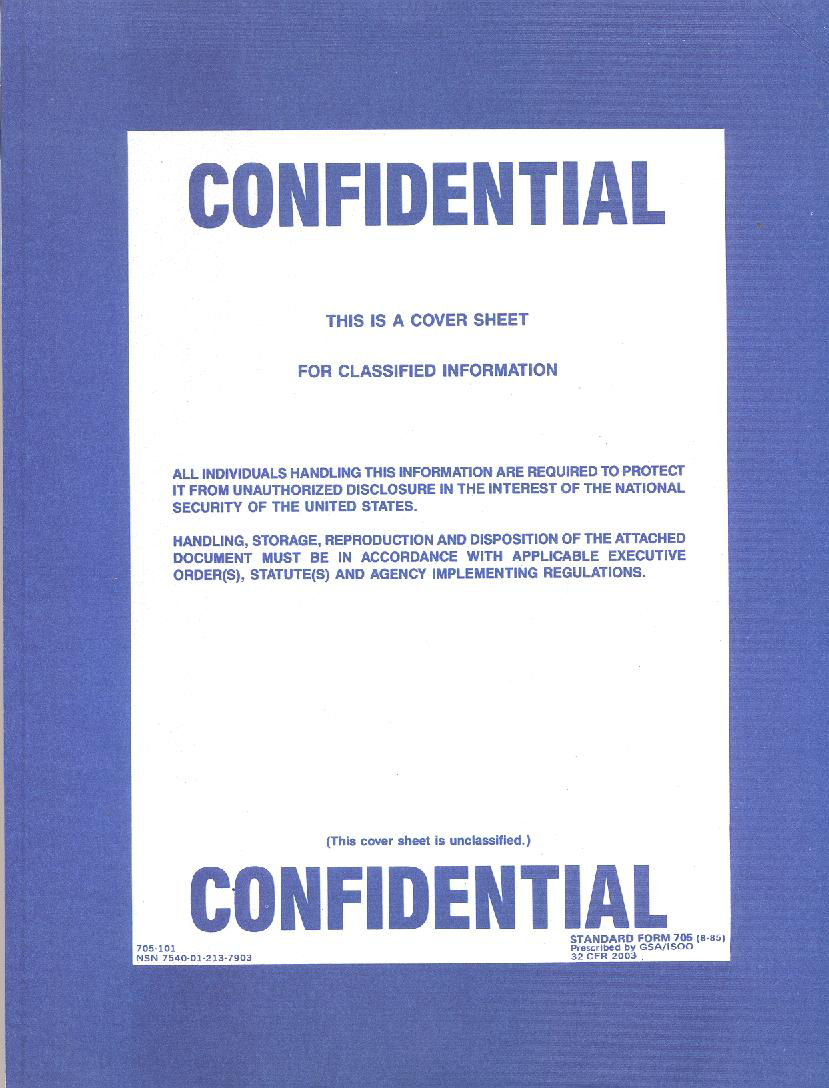 CONFIDENTIAL
THIS IS A COVER SHEET
FOR CLASSIFIED INFORMATION
ALL INDIVIDUALS HANDLING THIS INFORMATION ARE REQUIRED TO PROTECT
IT FROM UNAUTHORIZED DISCLOSURE IN THE INTEREST OF THE NATIONAL
SECURITY OF THE UNITED STATES.
HANDLING, STORAGE, REPRODUCTION AND DISPOSITION OF THE ATTACHED
DOCUMENT MUST BE IN ACCORDANCE WITH APPLICABLE EXECUTIVE
ORDER(S), STATUTE(S) AND AGENCY IMPLEMENTING REGULATIONS.
(This cover sheet is unclassified.)
CONFIDENTIAL
705-101
NSN 7540-01-213-7903
STANDARD FORM 705 (8-85)
Prescribed by GSA/ISOO
32 CFR 2003